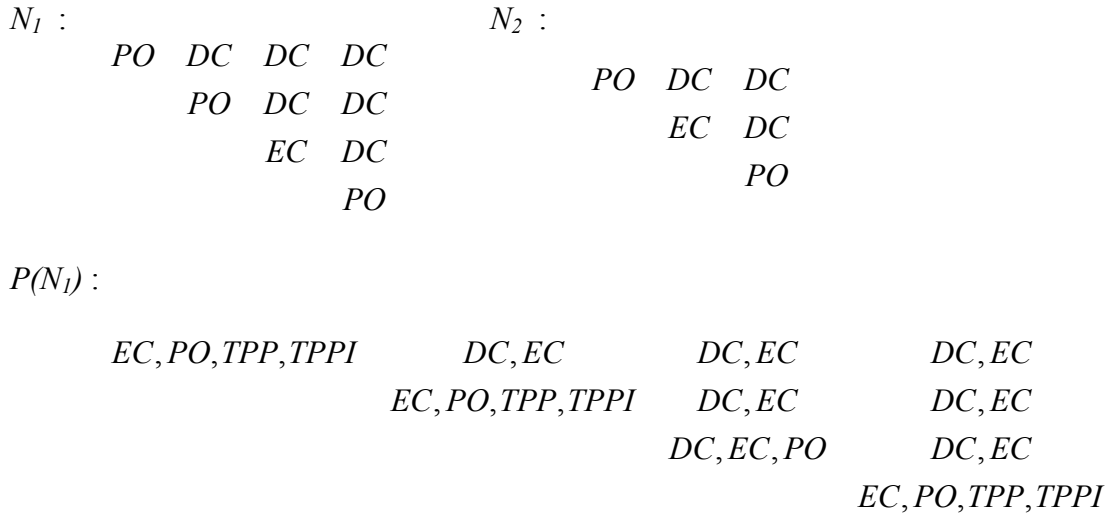 N1 : N2 :
PO DC DC DC
PO DC DC
PO DC DC
EC DC
EC DC
PO
PO
P(N1) :
EC,PO,TPP,TPPI DC,EC DC,EC DC,EC
EC,PO,TPP,TPPI DC,EC DC,EC
DC,EC,PO DC,EC
EC,PO,TPP,TPPI